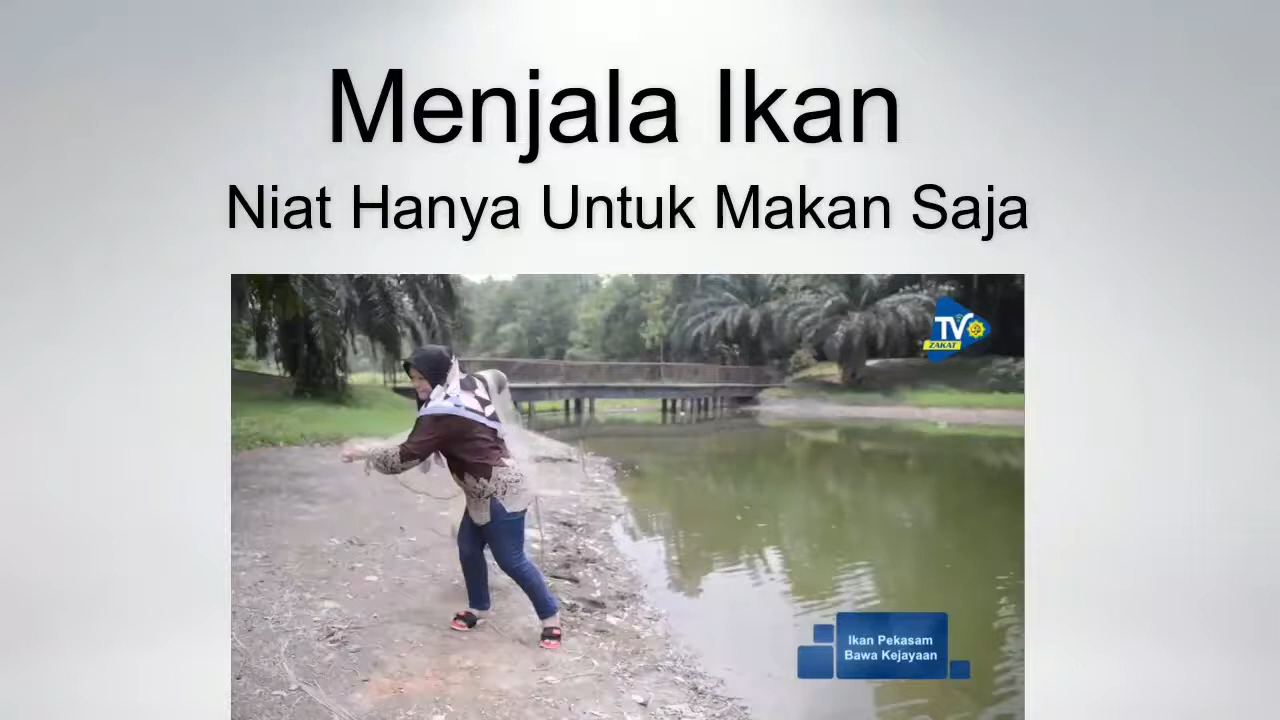 Menjala Ikan
Niat Hanya Untuk Makan Saja
TV
ZAKAT
Ikan Pekasam
Bawa Kejayaan